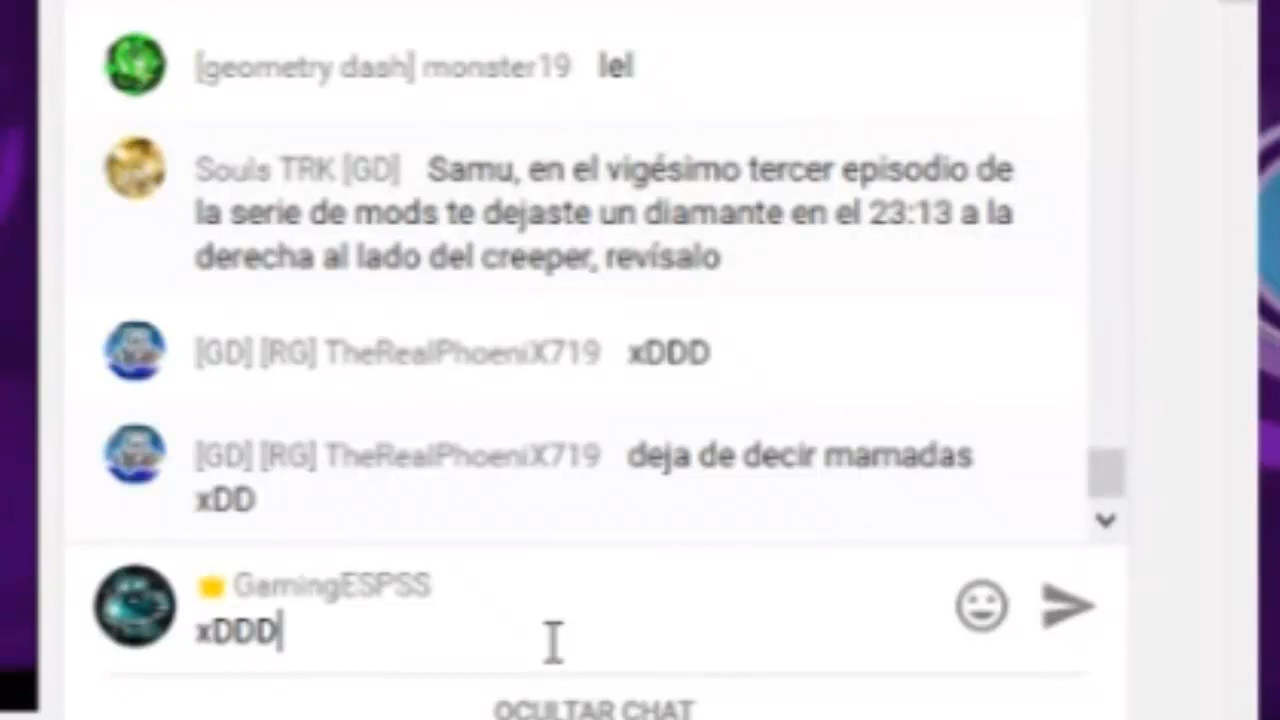 [geometry dash] monster19 lel
Souls TRK [GD] Samu, en el vigésimo tercer episodio de
la serie de mods te dejaste un diamante en el 23:13 a la
derecha al lado del creeper, revísalo
[GD] [RG] TheRealPhoeniX719 xDDD
[GD] [RG] TheRealPhoeniX719 deja de decir mamadas
xDD
GamingESPSS
xDDD
OCULTAR CHAT